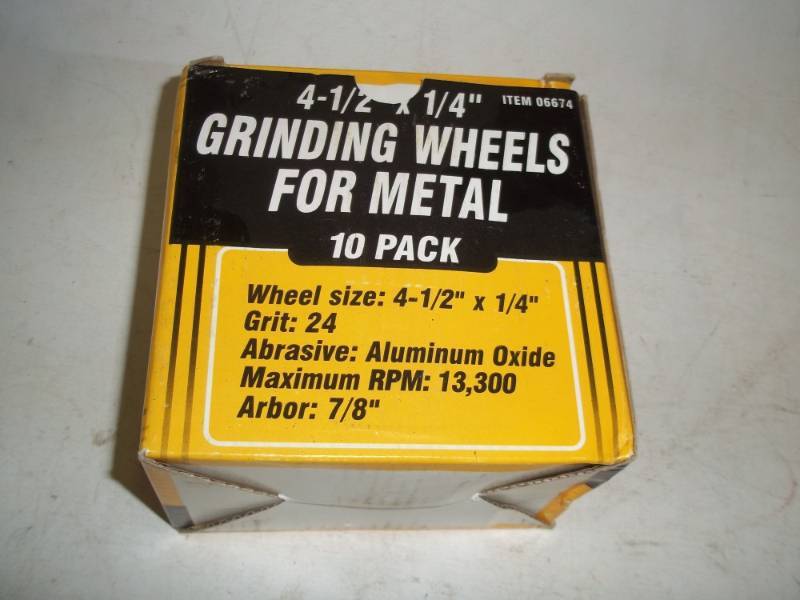 4-1/2" x 1/4" ITEM 06674
GRINDING WHEELS
FOR METAL
10 PACK
Wheel size: 4-1/2" x 1/4"
Grit: 24
Abrasive: Aluminum Oxide
Maximum RPM: 13,300
Arbor: 7/8"